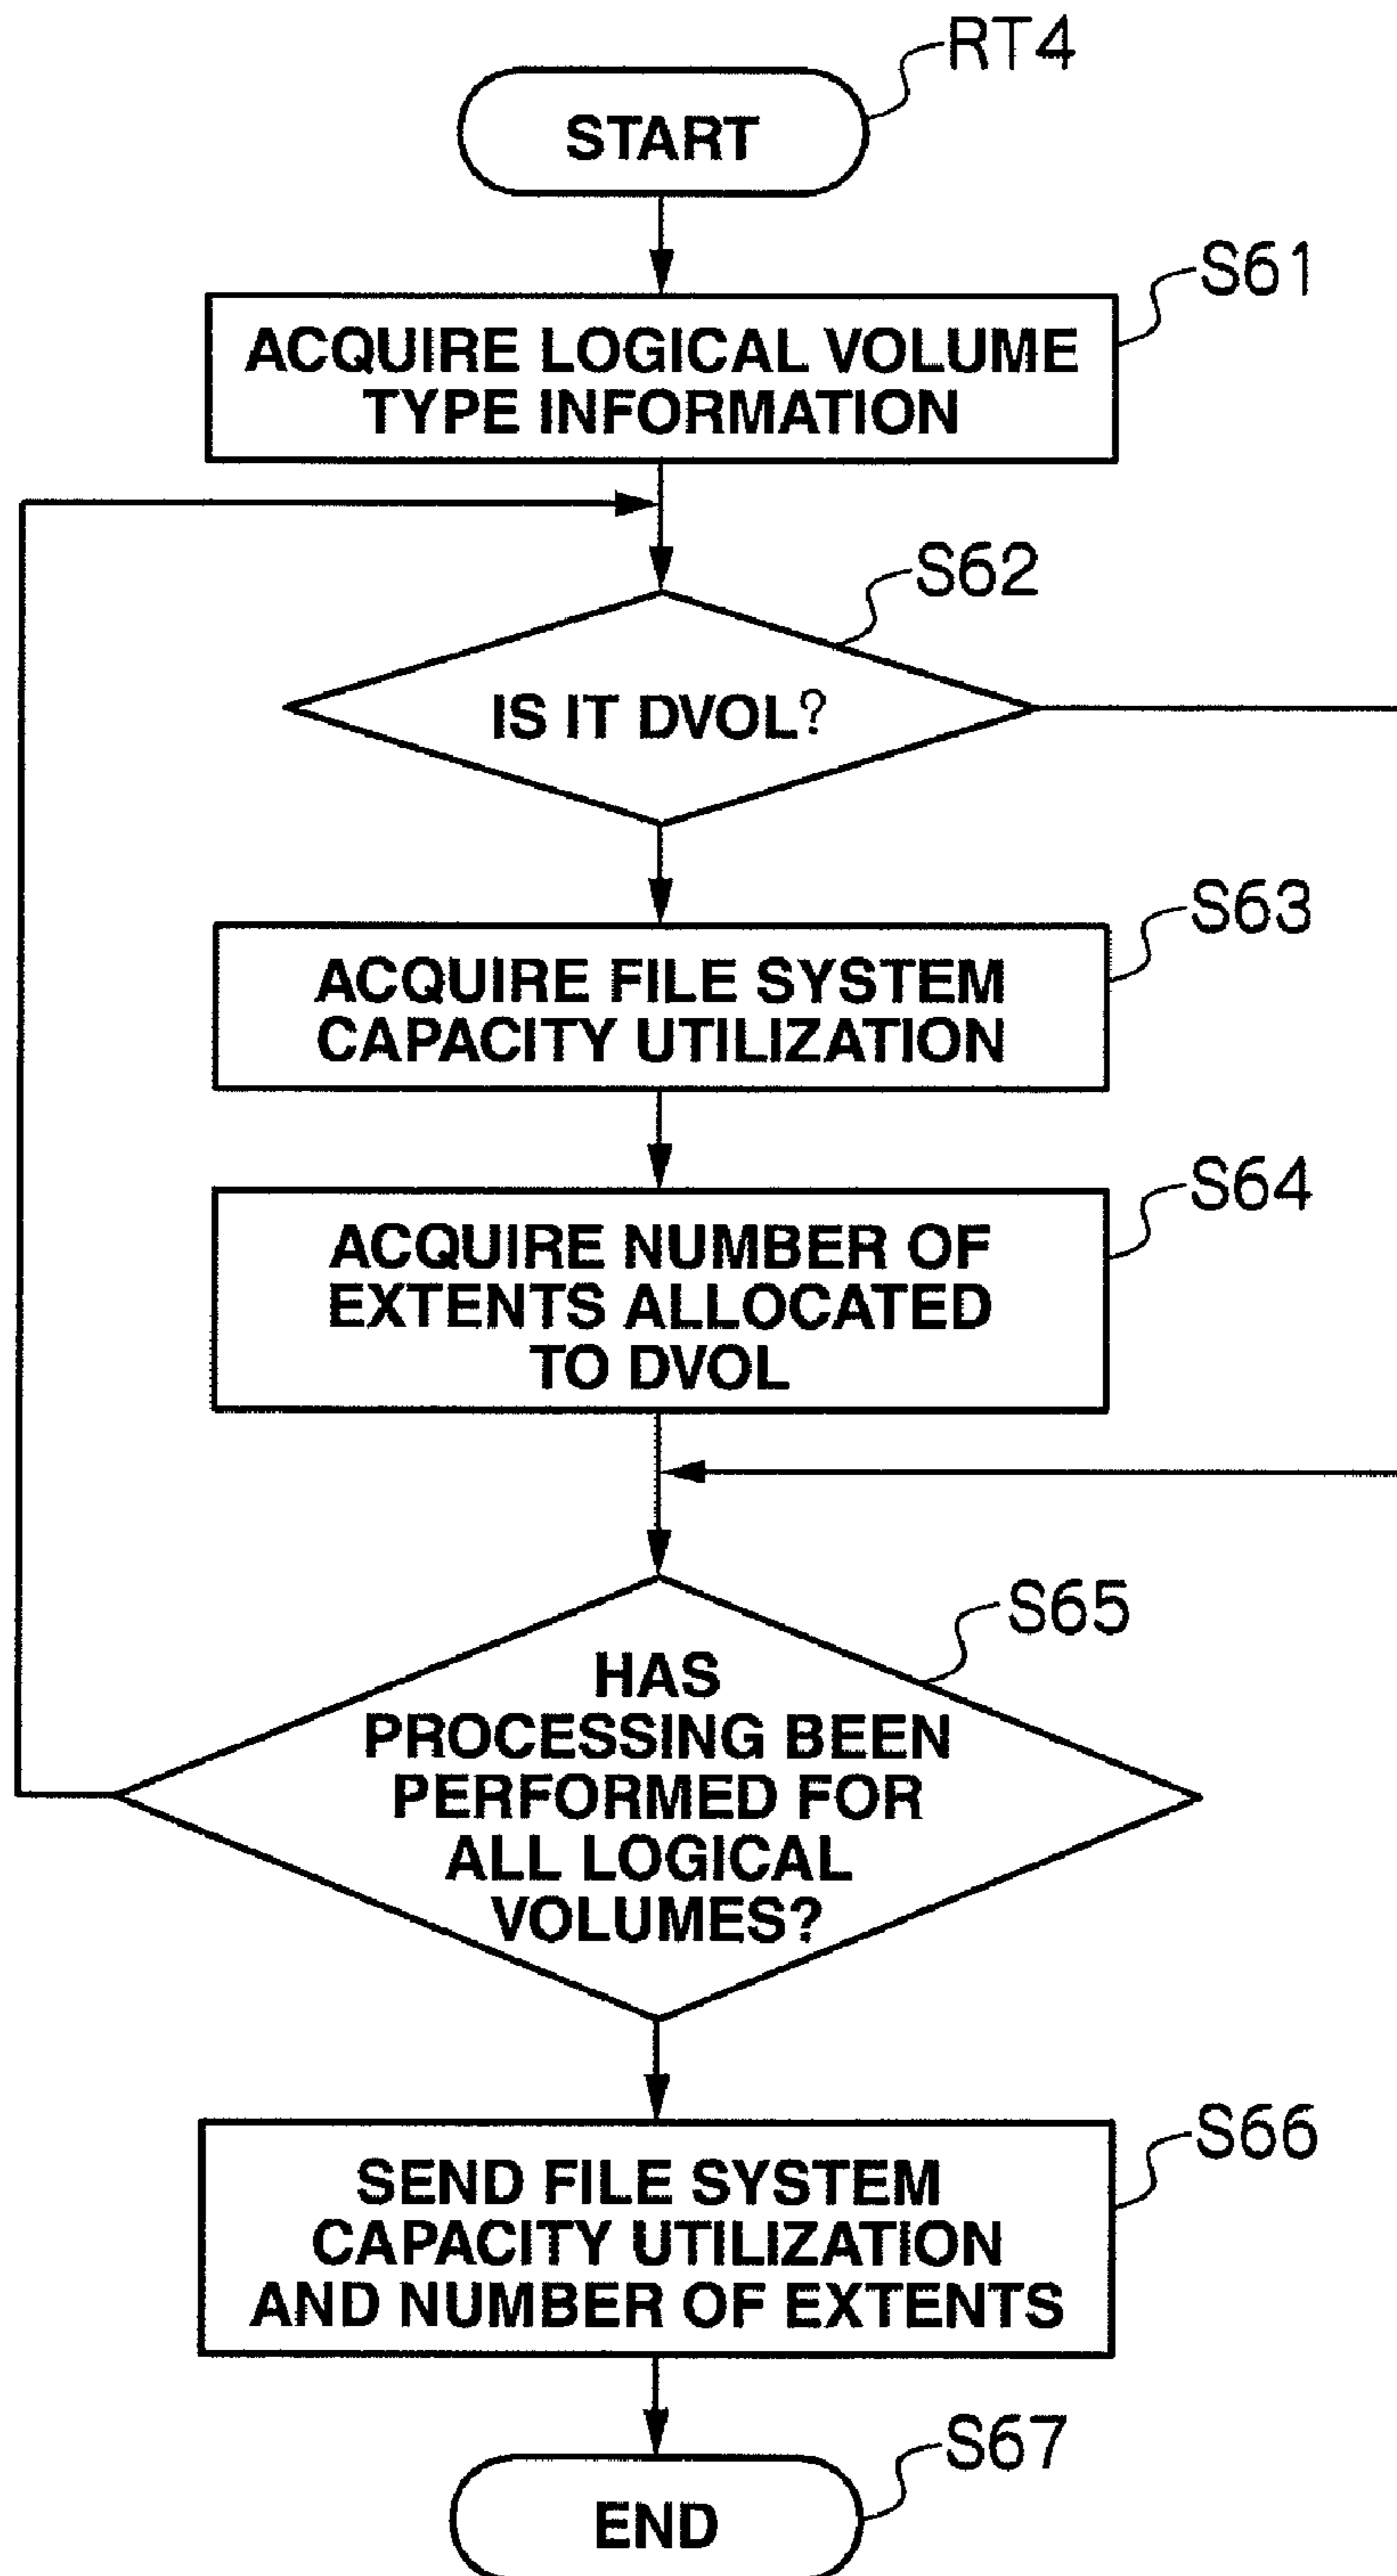 RT4
START
S61
ACQUIRE LOGICAL VOLUME
TYPE INFORMATION
S62
IS IT DVOL?
S63
ACQUIRE FILE SYSTEM
CAPACITY UTILIZATION
S64
ACQUIRE NUMBER OF
EXTENTS ALLOCATED
TO DVOL
S65
HAS
PROCESSING BEEN
PERFORMED FOR
ALL LOGICAL
VOLUMES?
S66
SEND FILE SYSTEM
CAPACITY UTILIZATION
AND NUMBER OF EXTENTS
S67
END